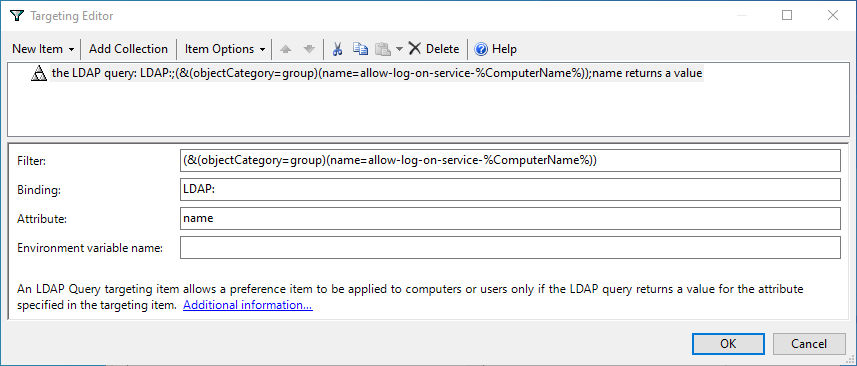 Targeting Editor
New Item Add Collection Item Options Delete Help
the LDAP query: LDAP:;(&(objectCategory=group)(name=allow-log-on-service-%ComputerName%));name returns a value
Filter: (&(objectCategory=group)(name=allow-log-on-service-%ComputerName%))
Binding: LDAP:
Attribute: name
Environment variable name:
An LDAP Query targeting item allows a preference item to be applied to computers or users only if the LDAP query returns a value for the attribute
specified in the targeting item. Additional information...
OK Cancel